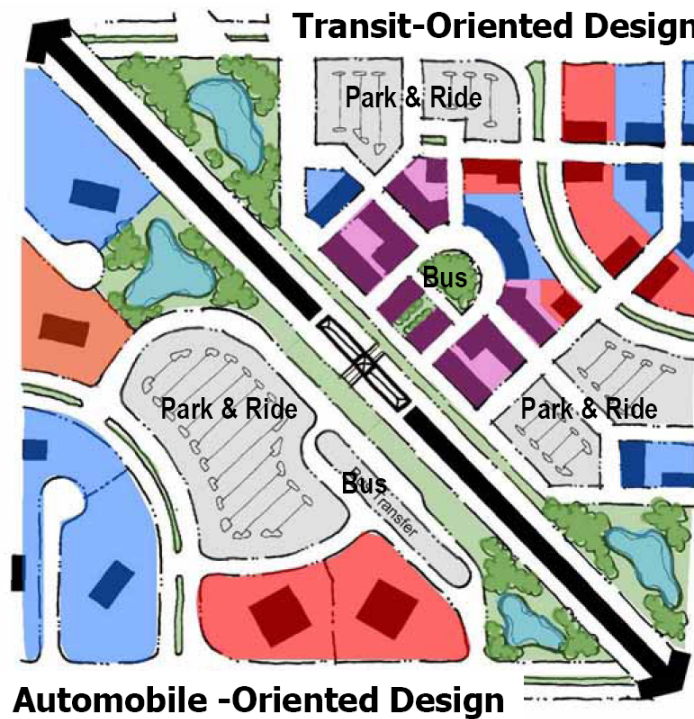 Transit-Oriented Design
Park & Ride
Bus
Park & Ride
Park & Ride
Bus
Transfer
Automobile -Oriented Design